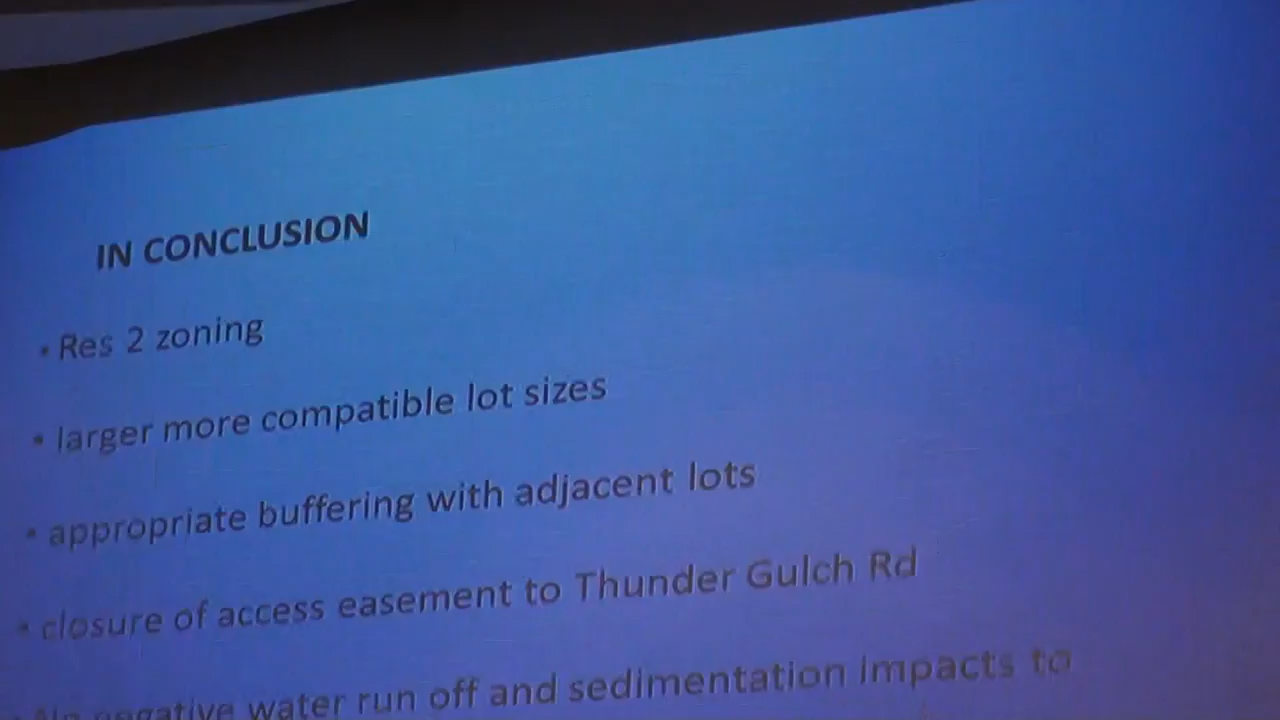 IN CONCLUSION
• Res 2 zoning
• larger more compatible lot sizes
• appropriate buffering with adjacent lots
• closure of access easement to Thunder Gulch Rd
• No negative water run off and sedimentation impacts to